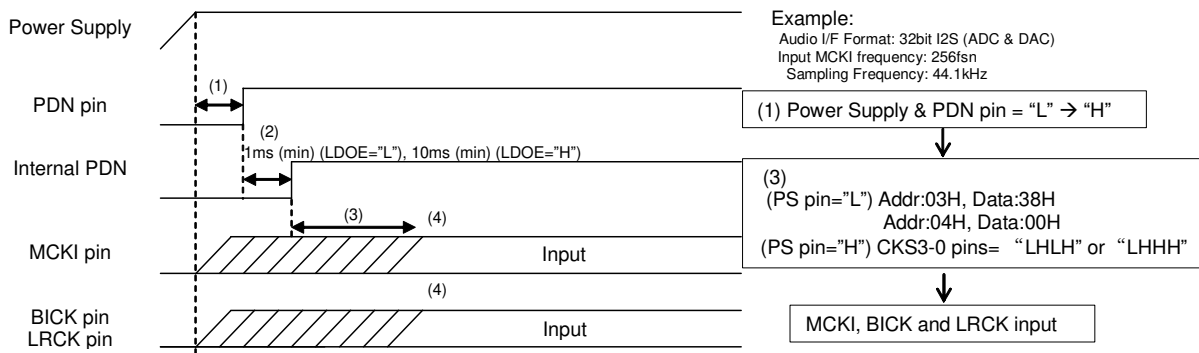 Power Supply
PDN pin
Internal PDN
MCKI pin
BICK pin
LRCK pin
(1)
(2)
1ms (min) (LDOE="L"), 10ms (min) (LDOE="H")
(3)
(4)
Input
(4)
Input
Example:
Audio I/F Format: 32bit I2S (ADC & DAC)
Input MCKI frequency: 256fsn
Sampling Frequency: 44.1kHz
(1) Power Supply & PDN pin = “L” → “H”
(3)
(PS pin=”L”) Addr:03H, Data:38H
Addr:04H, Data:00H
(PS pin=”H”) CKS3-0 pins= “LHLH” or “LHHH”
MCKI, BICK and LRCK input